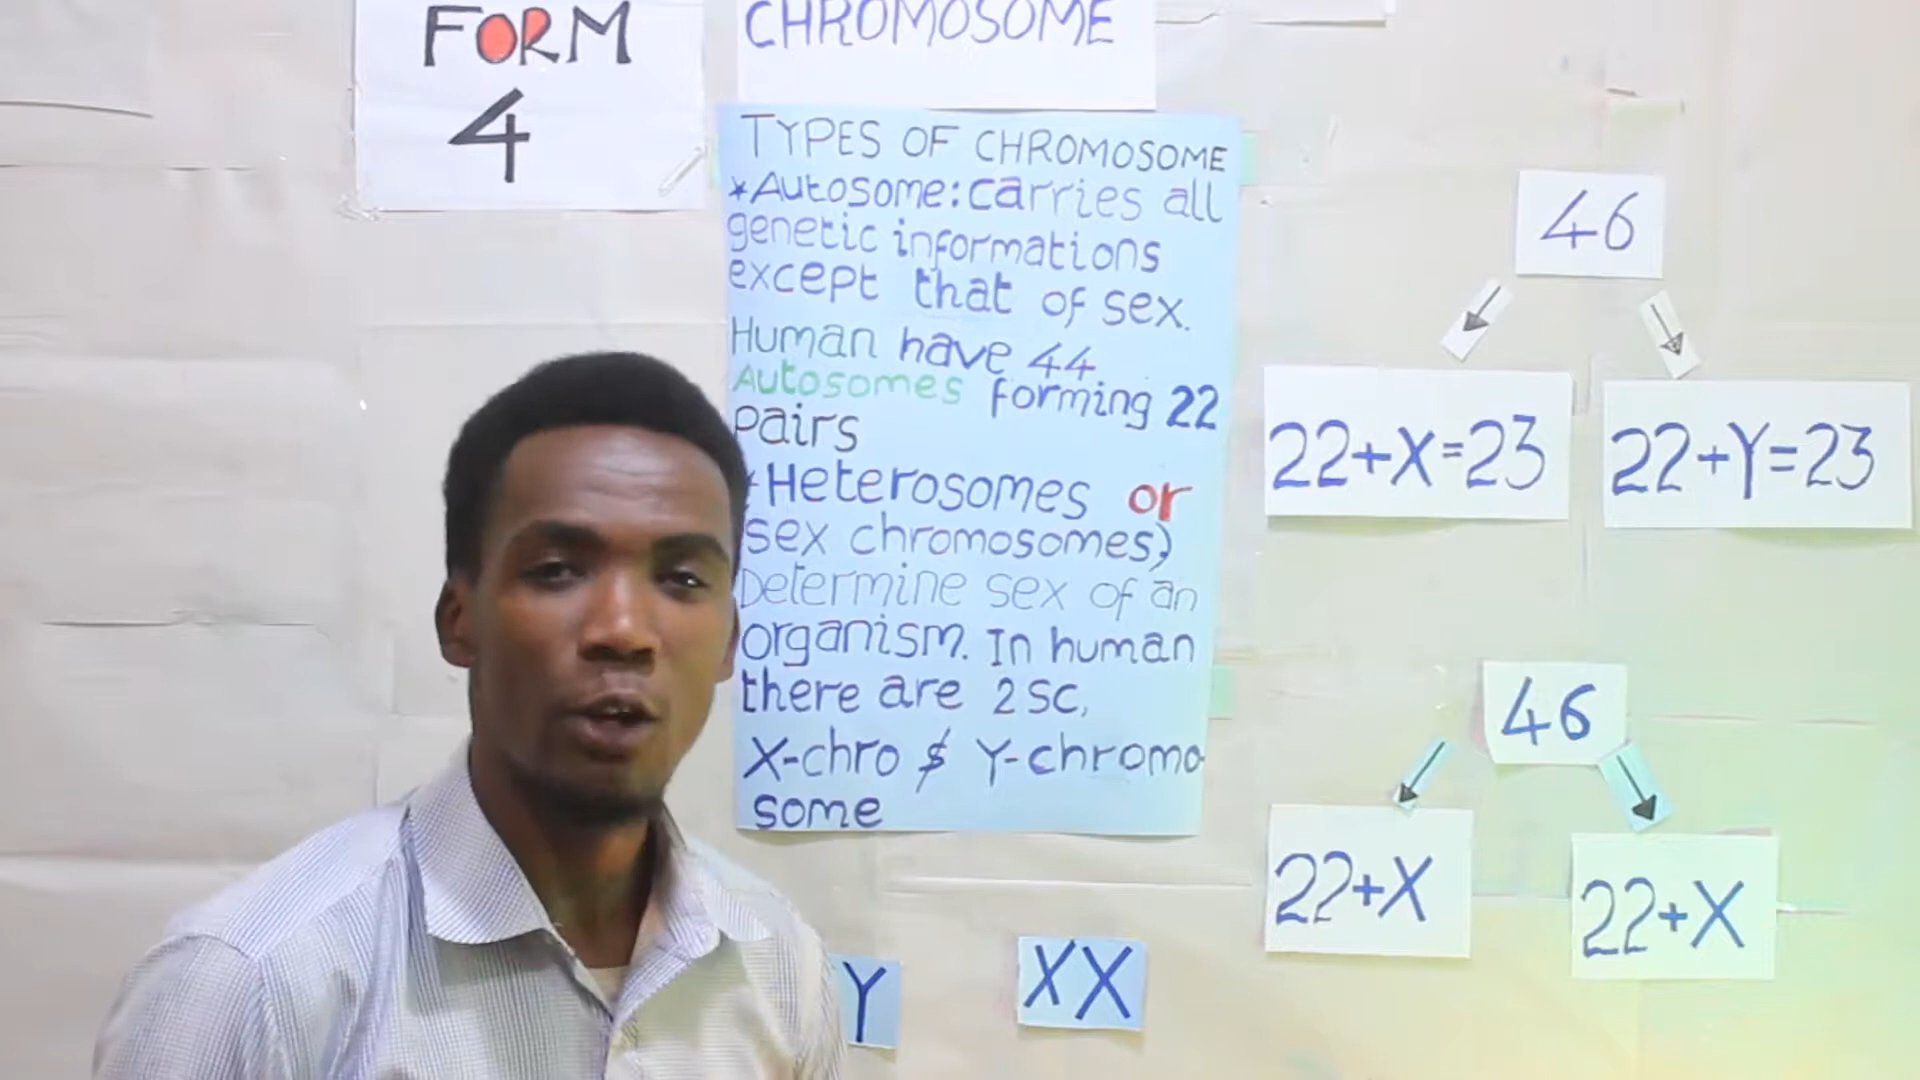 FORM
4
CHROMOSOME
TYPES OF CHROMOSOME
*Autosome: carries all
genetic informations
except that of sex.
Human have 44
Autosomes forming 22
pairs
*Heterosomes or
sex chromosomes)
Determine sex of an
organism. In human
there are 2 sc,
X-chro $ Y-chromo-
some
46
22+X=23
22+Y=23
46
22+X
22+X
Y
XX